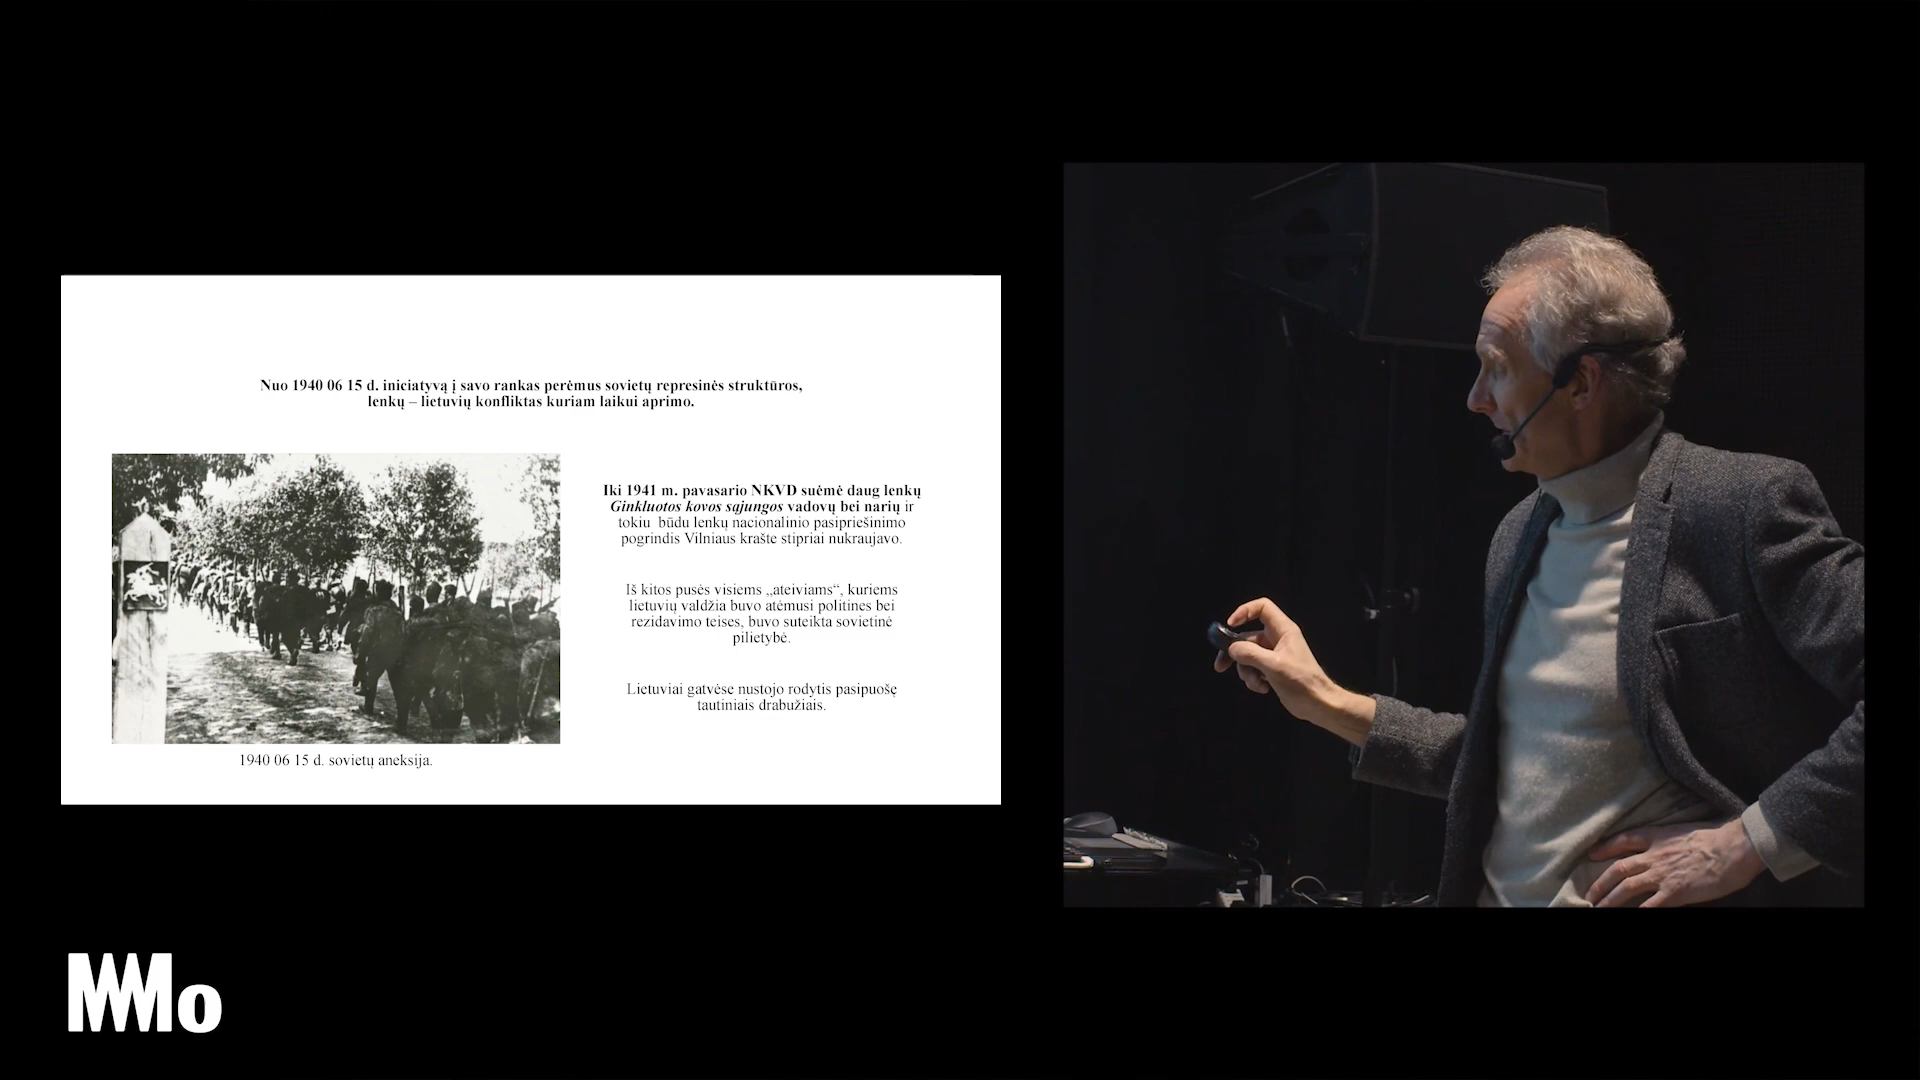 Nuo 1940 06 15 d. iniciatyvą į savo rankas perėmus sovietų represinės struktūros,
lenkų – lietuvių konfliktas kuriam laikui aprimo.
Iki 1941 m. pavasario NKVD suėmė daug lenkų
Ginkluotos kovos sąjungos vadovų bei narių ir
tokiu būdu lenkų nacionalinio pasipriešinimo
pogrindis Vilniaus krašte stipriai nukraujavo.
Iš kitos pusės visiems „ateiviams“, kuriems
lietuvių valdžia buvo atėmusi politines bei
rezidavimo teises, buvo suteikta sovietinė
pilietybė.
Lietuviai gatvėse nustojo rodytis pasipuošę
tautiniais drabužiais.
1940 06 15 d. sovietų aneksija.
MMo